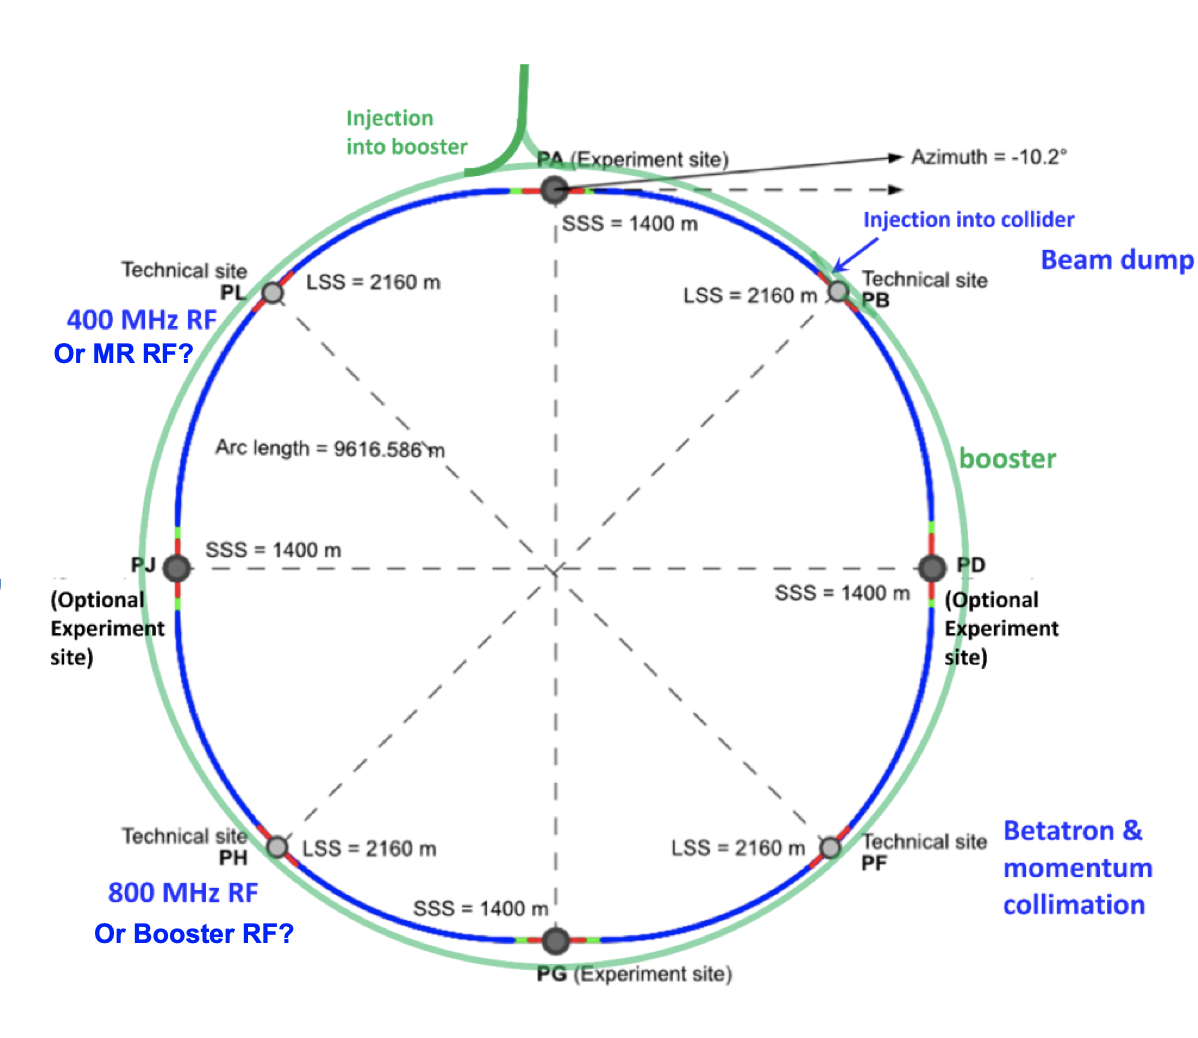 Injection
into booster
PA (Experiment site)
Azimuth = -10.2°
SSS = 1400 m
Injection into collider
Beam dump
Technical site
PL
LSS = 2160 m
400 MHz RF
Or MR RF?
LSS = 2160 m
Technical site
PB
Arc length = 9616.586 m
booster
PJ
SSS = 1400 m
(Optional
Experiment
site)
PD
SSS = 1400 m
(Optional
Experiment
site)
Technical site
PH
LSS = 2160 m
800 MHz RF
Or Booster RF?
LSS = 2160 m
Technical site
PF
Betatron &
momentum
collimation
SSS = 1400 m
PG (Experiment site)